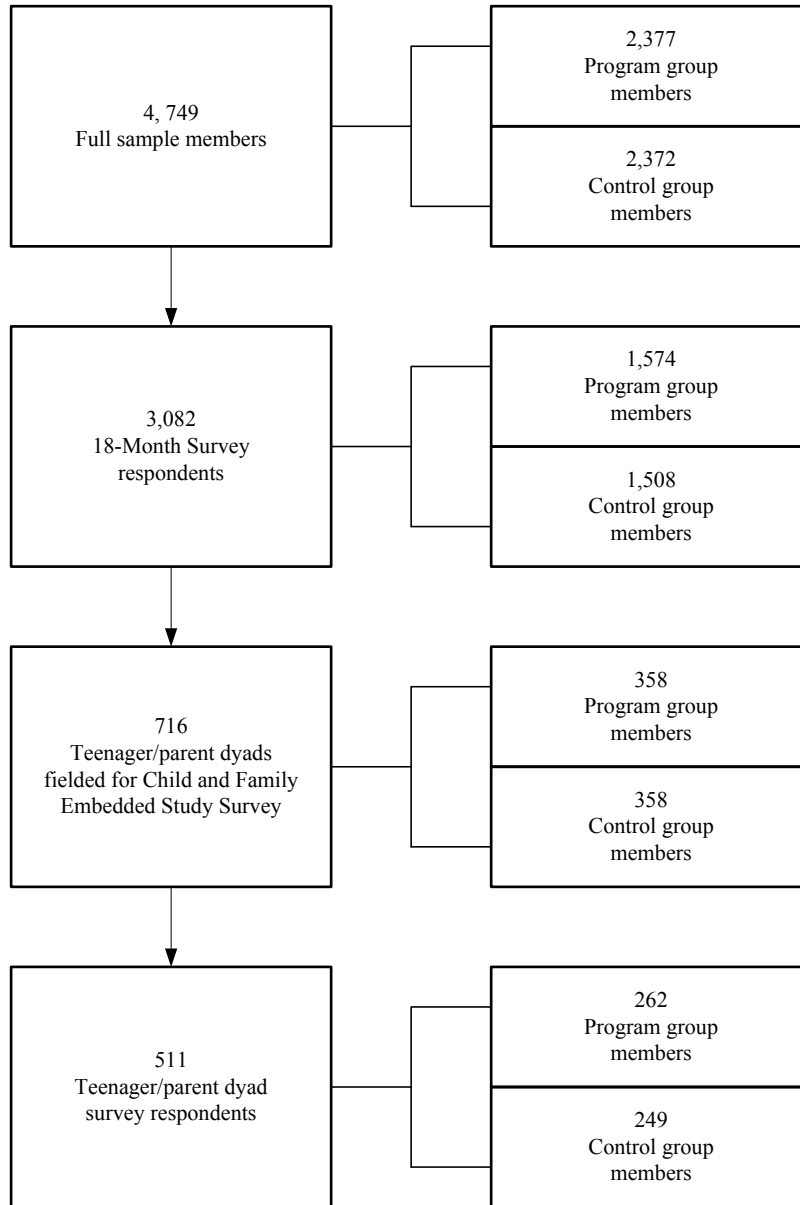 4, 749
Full sample members
2,377
Program group
members
2,372
Control group
members
3,082
18-Month Survey
respondents
1,574
Program group
members
1,508
Control group
members
716
Teenager/parent dyads
fielded for Child and Family
Embedded Study Survey
358
Program group
members
358
Control group
members
511
Teenager/parent dyad
survey respondents
262
Program group
members
249
Control group
members